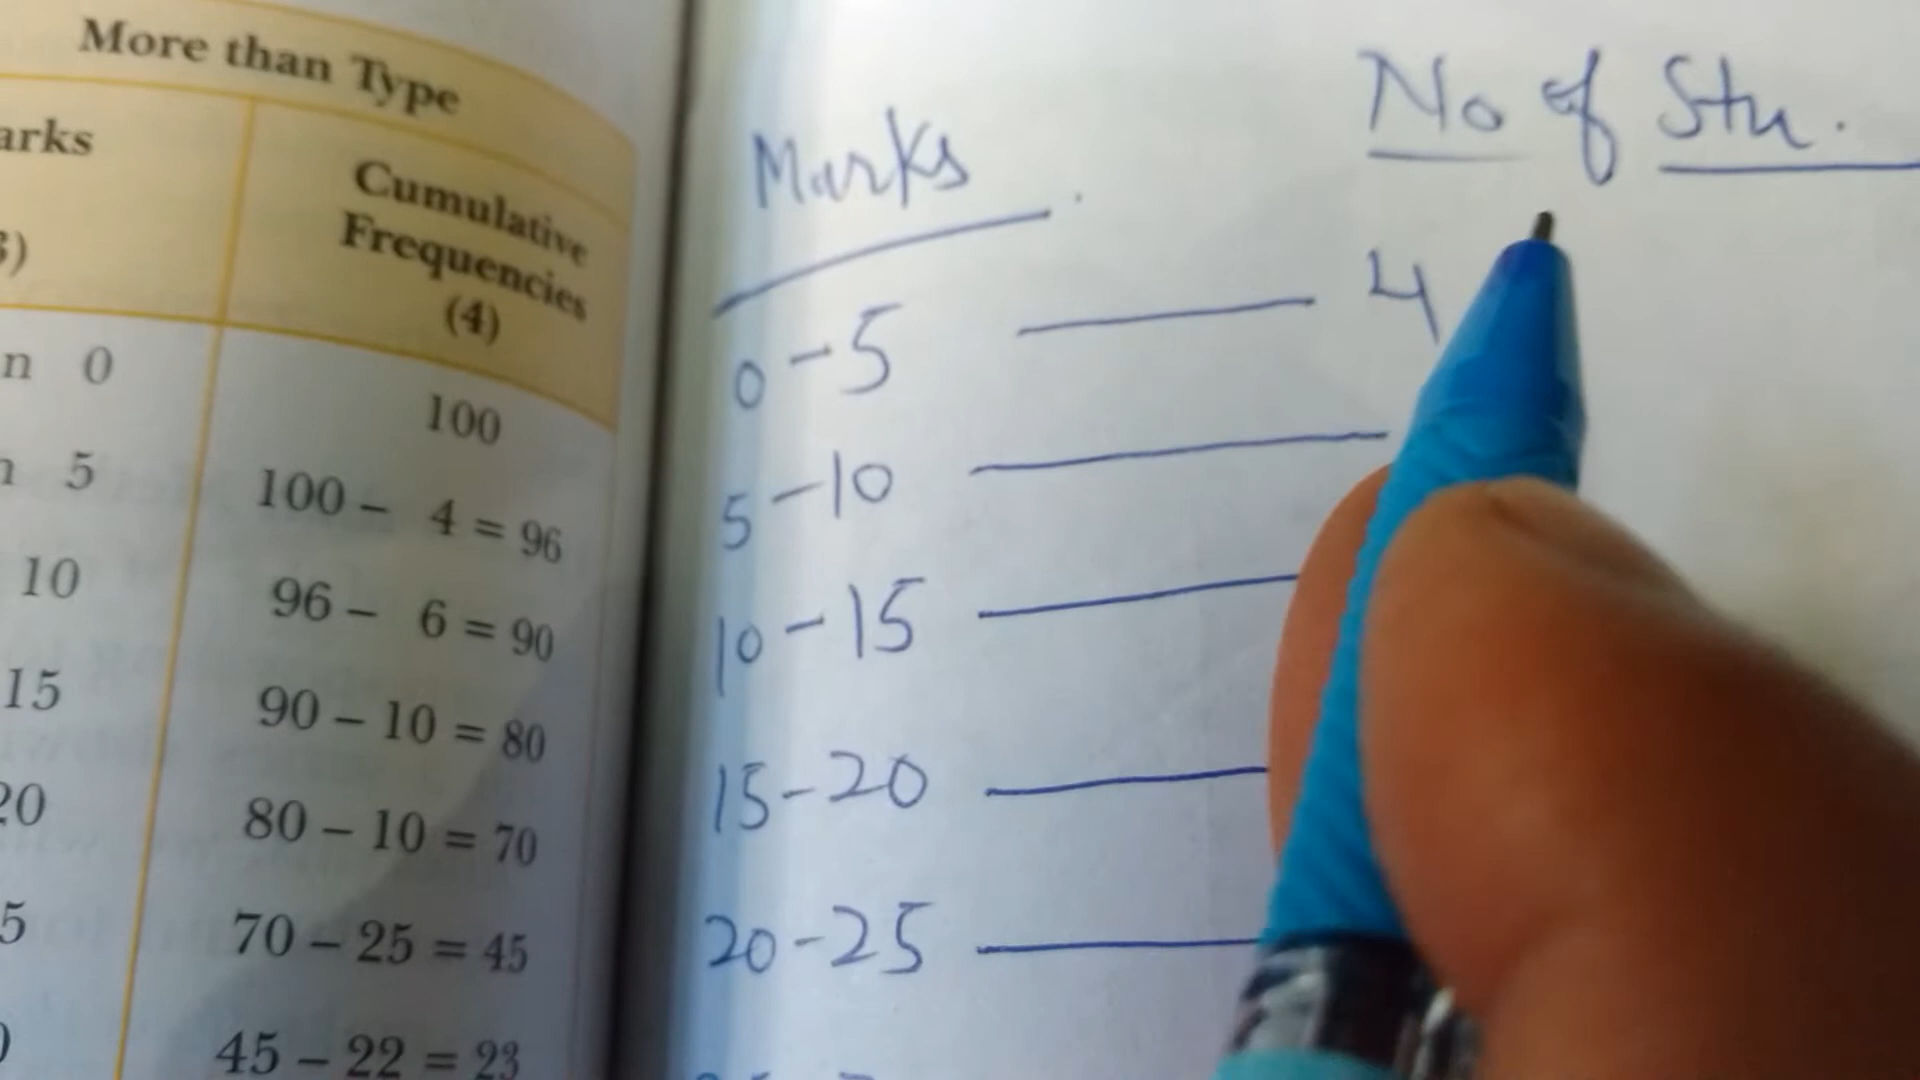 More than Type
arks
Cumulative
Frequencies
(4)
3)
n 0
100
n 5
100 – 4 = 96
10
96 – 6 = 90
15
90 – 10 = 80
20
80 – 10 = 70
5
70 – 25 = 45
45 – 22 = 23
Marks
No of Stu.
0 – 5 — 4
5 – 10 —
10 – 15 —
15 – 20 —
20 – 25 —